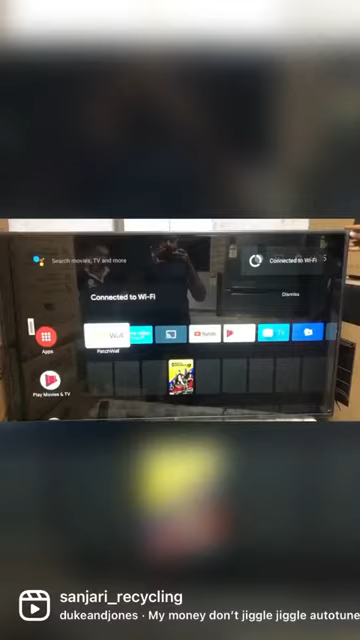 Search movies, TV and more
Connected to Wi-Fi
Connected to Wi-Fi
Dismiss
YouTube
Apps
PatchWall
Play Movies & TV
sanjari_recycling
dukeandjones · My money don't jiggle jiggle autotune